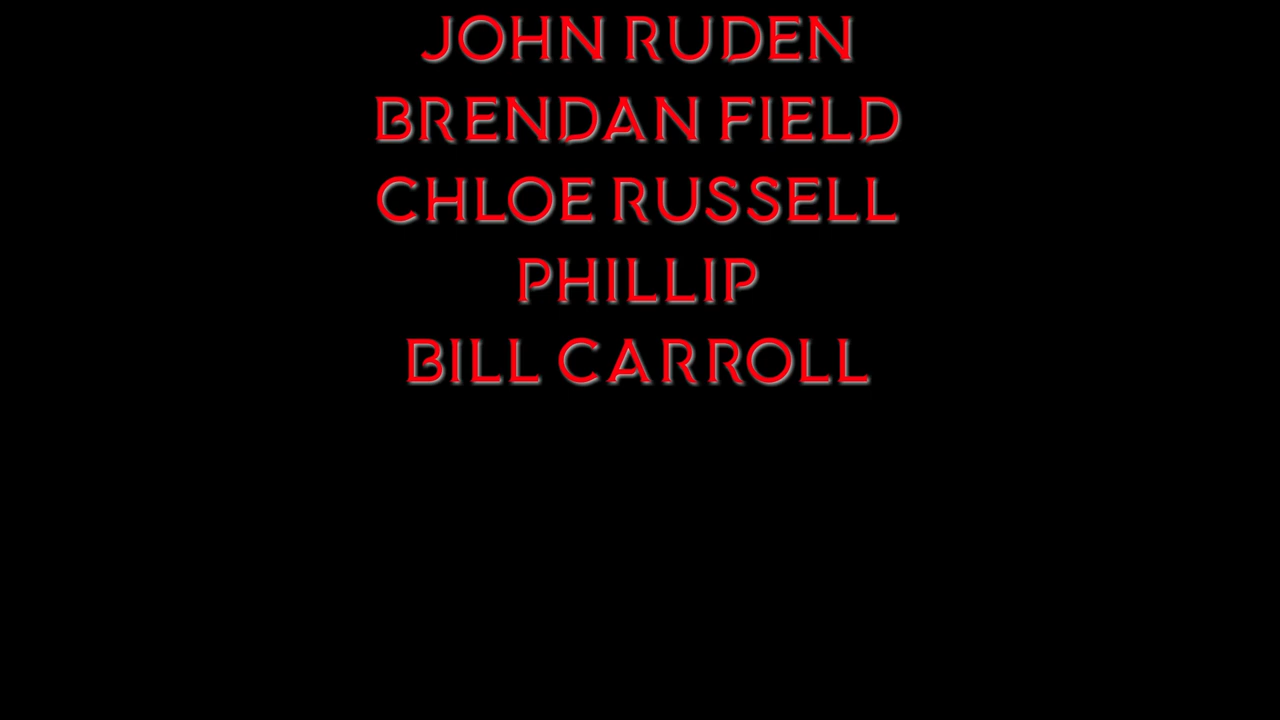 JOHN RUDEN
BRENDAN FIELD
CHLOE RUSSELL
PHILLIP
BILL CARROLL